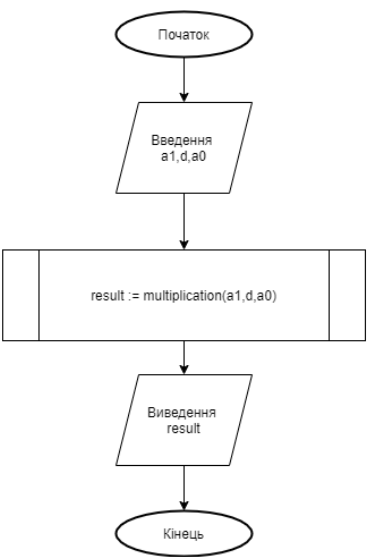 Початок
Введення
a1,d,a0
result := multiplication(a1,d,a0)
Виведення
result
Кінець